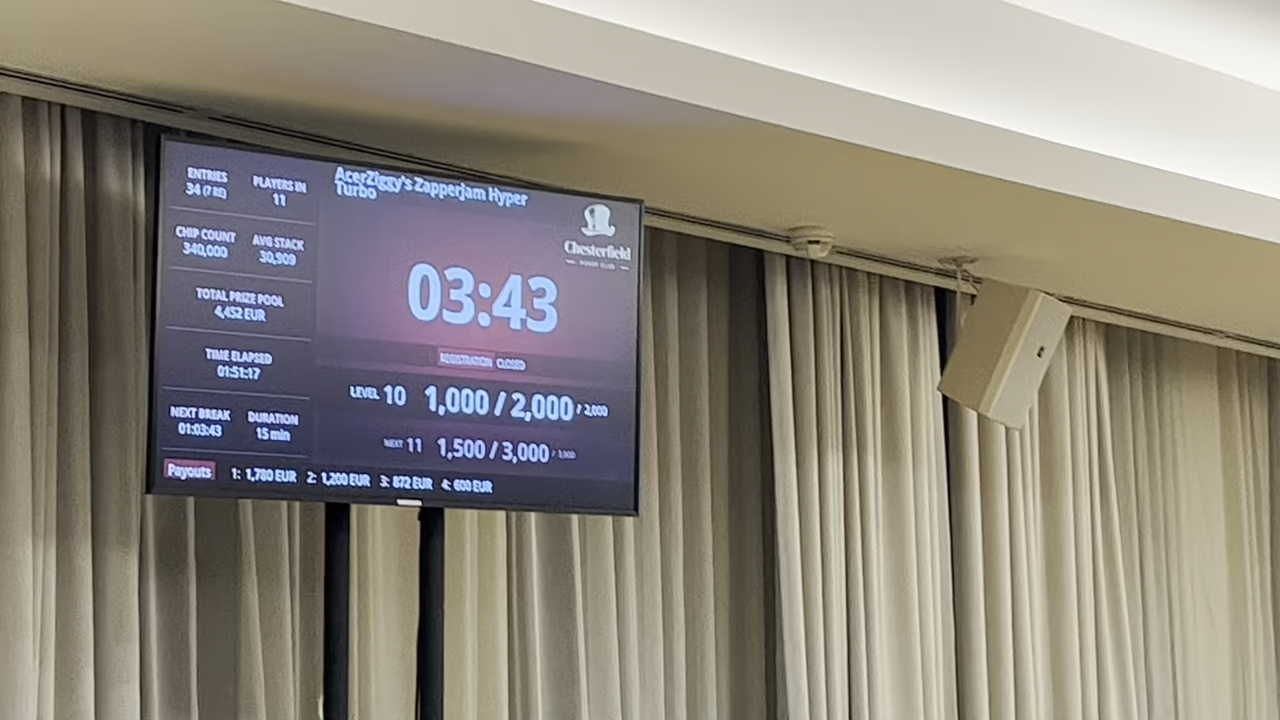 AcerZiggy's Zapperjam Hyper
Turbo
ENTRIES
34 (7 RE)
PLAYERS IN
11
CHIP COUNT
340,000
AVG STACK
30,909
TOTAL PRIZE POOL
4,452 EUR
TIME ELAPSED
01:51:17
NEXT BREAK
01:03:43
DURATION
15 min
Chesterfield
POKER CLUB
03:43
REGISTRATION CLOSED
LEVEL 10 1,000 / 2,000 / 2,000
NEXT 11 1,500 / 3,000 / 3,000
Payouts 1: 1,780 EUR 2: 1,200 EUR 3: 872 EUR 4: 600 EUR